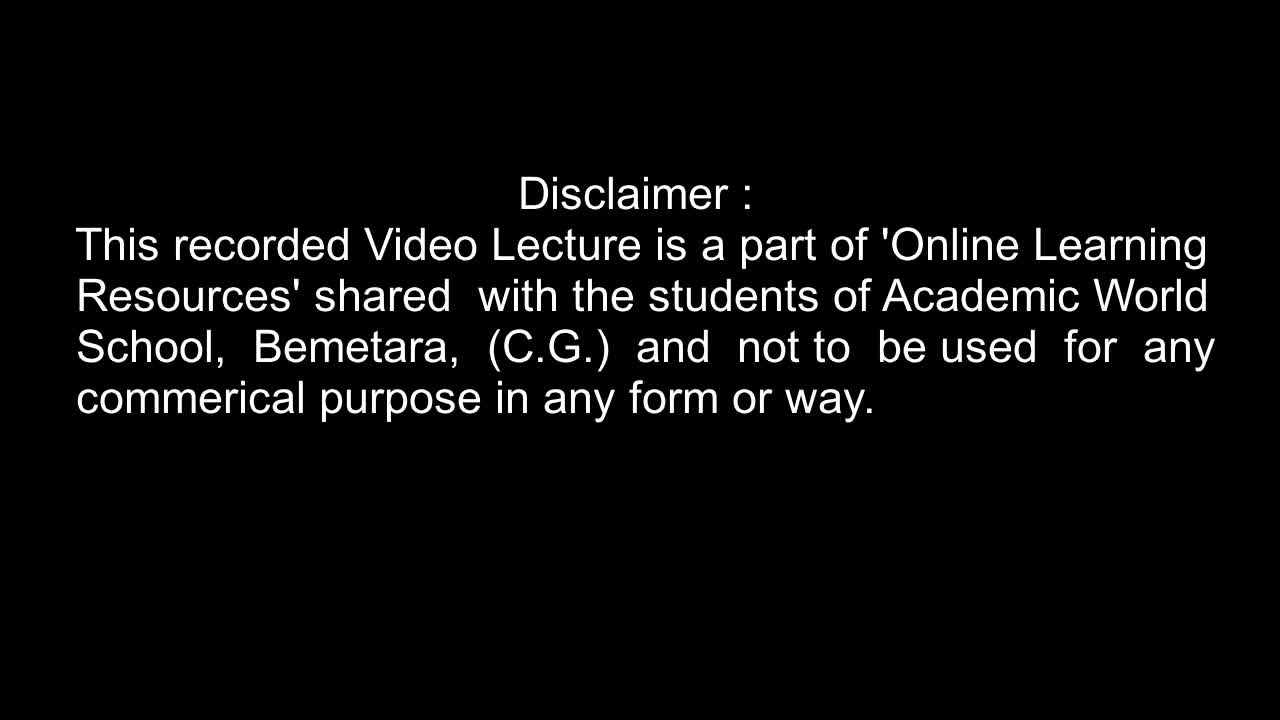 Disclaimer :
This recorded Video Lecture is a part of 'Online Learning
Resources' shared  with the students of Academic World
School,  Bemetara,  (C.G.)  and  not to  be used  for  any
commerical purpose in any form or way.